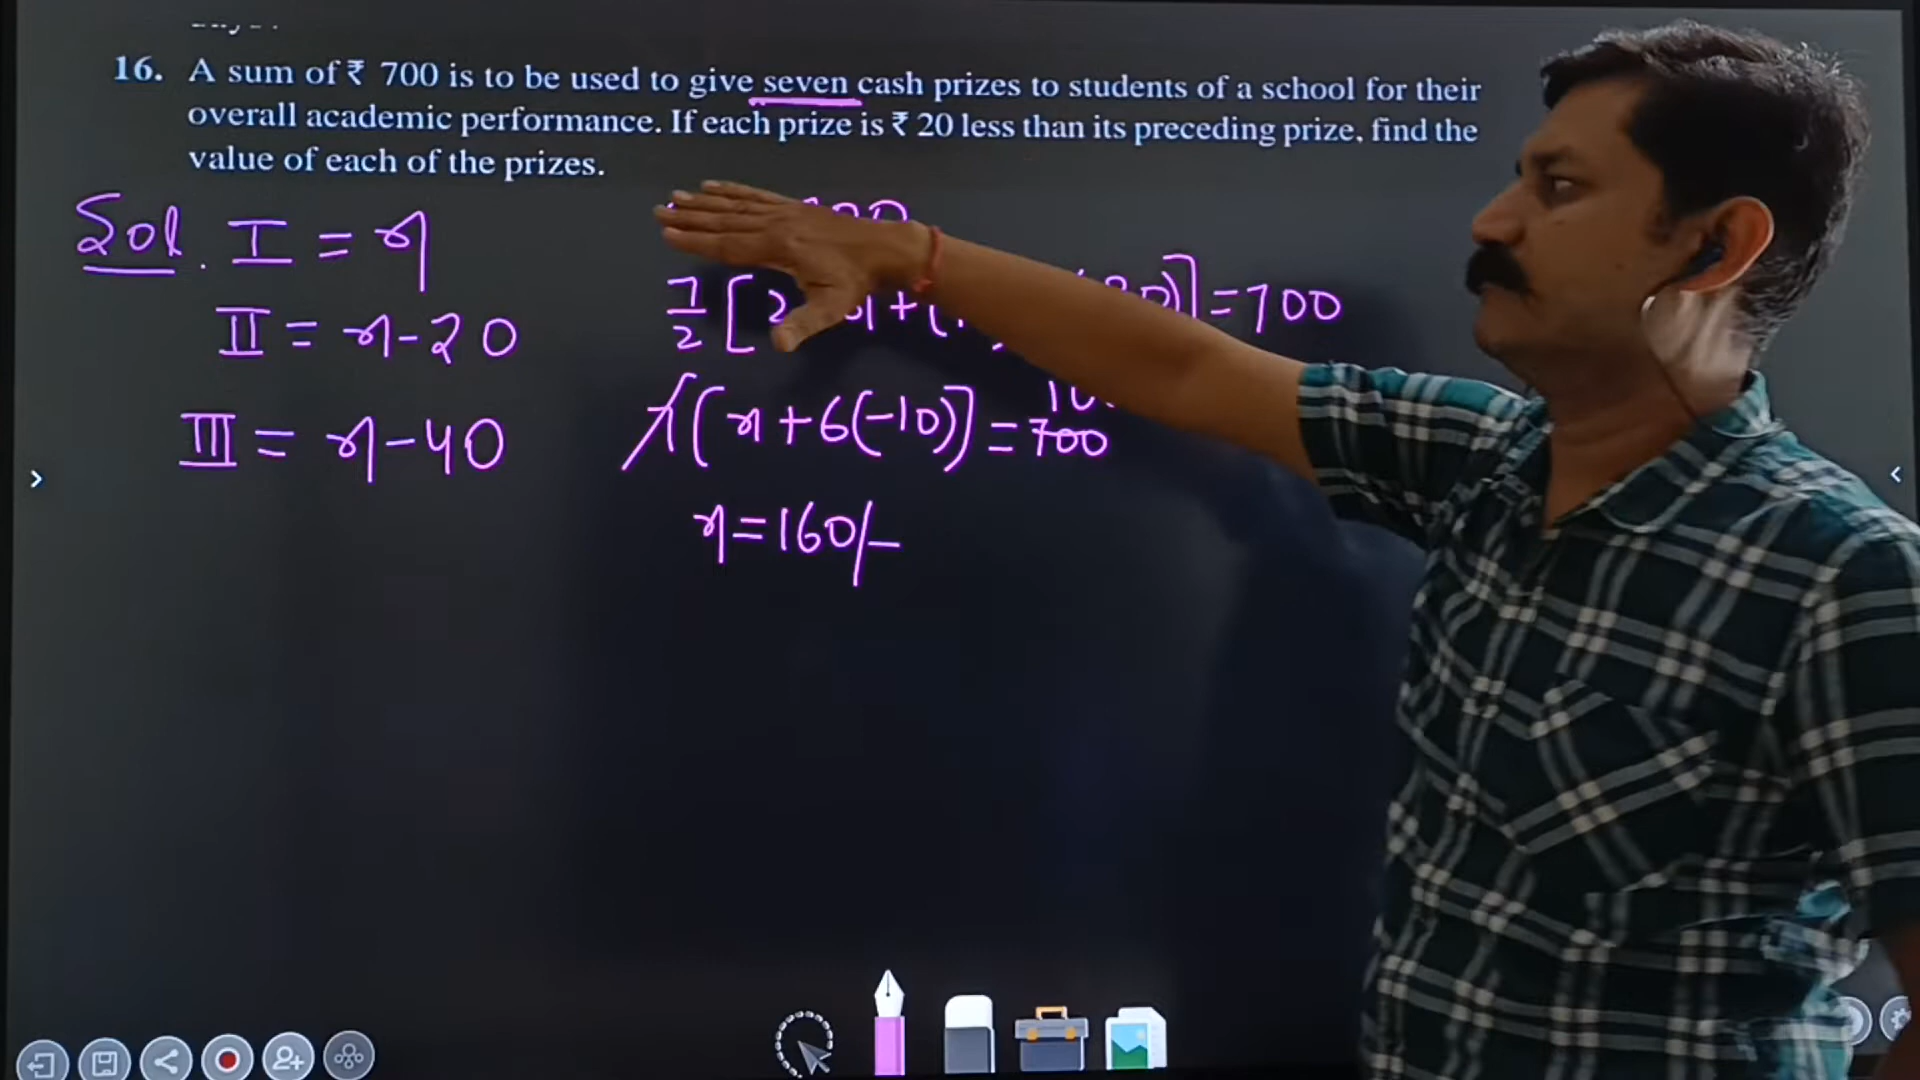 16. A sum of ₹ 700 is to be used to give seven cash prizes to students of a school for their
overall academic performance. If each prize is ₹ 20 less than its preceding prize, find the
value of each of the prizes.
Sol. I = x
II = x-20
III = x-40
7/2 [2 + ( )] = 700
7(x+6(-10)] = 700
x = 160/-